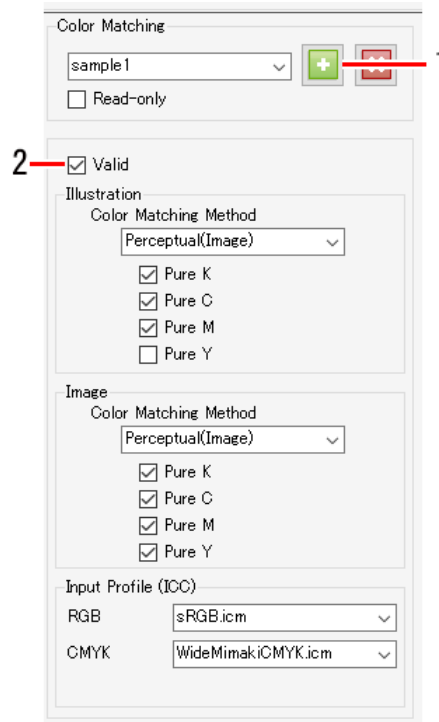 Color Matching
sample1
Read-only
2
Valid
Illustration
Color Matching Method
Perceptual(Image)
Pure K
Pure C
Pure M
Pure Y
Image
Color Matching Method
Perceptual(Image)
Pure K
Pure C
Pure M
Pure Y
Input Profile (ICC)
RGB sRGB.icm
CMYK WideMimakiCMYK.icm